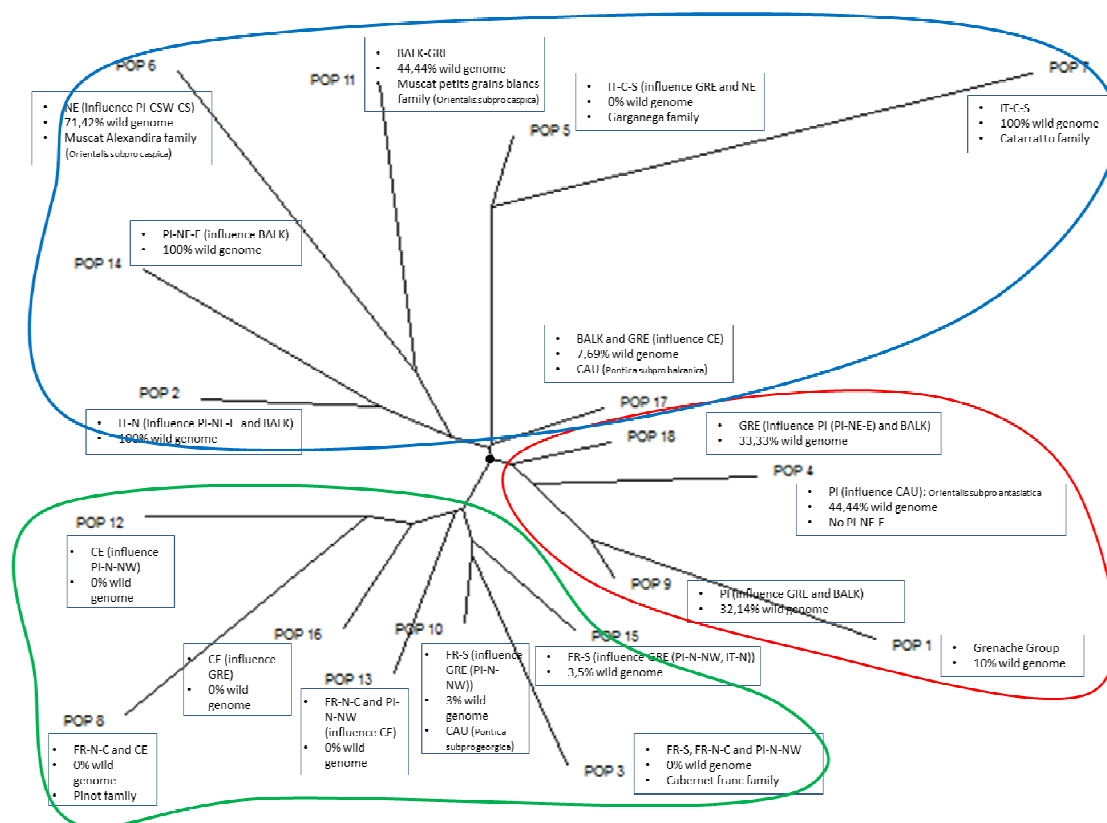 POP 6
• NE (Influence PI CSW CS)
• 71,42% wild genome
• Muscat Alexandira family
(Orientalis subpro caspica)
POP 11
• BALK-GRE
• 44,44% wild genome
• Muscat petits grains blancs
family (Orientalis subpro caspica)
POP 5
• IT-C-S (influence GRE and NE
• 0% wild genome
• Garganega family
POP 7
• IT-C-S
• 100% wild genome
• Catarratto family
POP 14
• PI-NE-E (influence BALK)
• 100% wild genome
POP 2
• IT-N (Influence PI-NE-E and BALK)
• 100% wild genome
• BALK and GRE (influence CE)
• 7,69% wild genome
• CAU (Pontica subpro balcanica)
POP 17
POP 18
• GRE (influence PI (PI-NE-E) and BALK)
• 33,33% wild genome
POP 4
• PI (influence CAU): Orientalis subpro antasiatica
• 44,44% wild genome
• No PI-NE-E
POP 9
• PI (influence GRE and BALK)
• 32,14% wild genome
POP 1
• Grenache Group
• 10% wild genome
POP 12
• CE (influence
PI-N-NW)
• 0% wild
genome
POP 16
• CE (influence
GRE)
• 0% wild
genome
POP 8
• FR-N-C and CE
• 0% wild
genome
• Pinot family
POP 13
• FR-N-C and PI-
N-NW
(influence CE)
• 0% wild
genome
POP 10
• FR-S (influence
GRE (PI-N-
NW))
• 3% wild
genome
• CAU (Pontica
subpro georgica)
POP 15
• FR-S (influence GRE (PI-N-NW, IT-N))
• 3,5% wild genome
POP 3
• FR-S, FR-N-C and PI-N-NW
• 0% wild genome
• Cabernet franc family